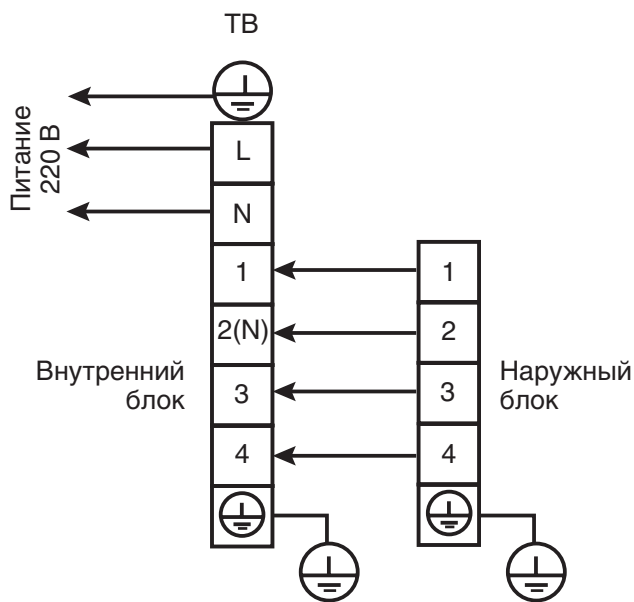 ТВ
Питание
220 В
L
N
1
2(N)
3
4
Внутренний
блок
1
2
3
4
Наружный
блок